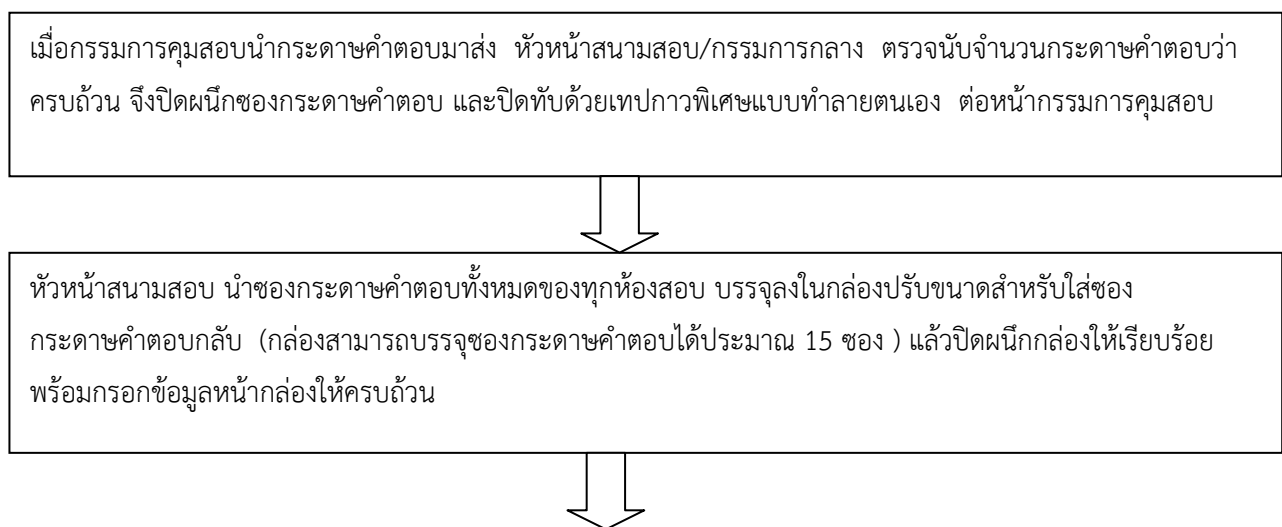 เมื่อกรรมการคุมสอบนำกระดาษคำตอบมาส่ง หัวหน้าสนามสอบ/กรรมการกลาง ตรวจนับจำนวนกระดาษคำตอบว่า
ครบถ้วน จึงปิดผนึกซองกระดาษคำตอบ และปิดทับด้วยเทปกาวพิเศษแบบทำลายตนเอง ต่อหน้ากรรมการคุมสอบ
หัวหน้าสนามสอบ นำซองกระดาษคำตอบทั้งหมดของทุกห้องสอบ บรรจุลงในกล่องปรับขนาดสำหรับใส่ซอง
กระดาษคำตอบกลับ (กล่องสามารถบรรจุซองกระดาษคำตอบได้ประมาณ 15 ซอง ) แล้วปิดผนึกกล่องให้เรียบร้อย
พร้อมกรอกข้อมูลหน้ากล่องให้ครบถ้วน